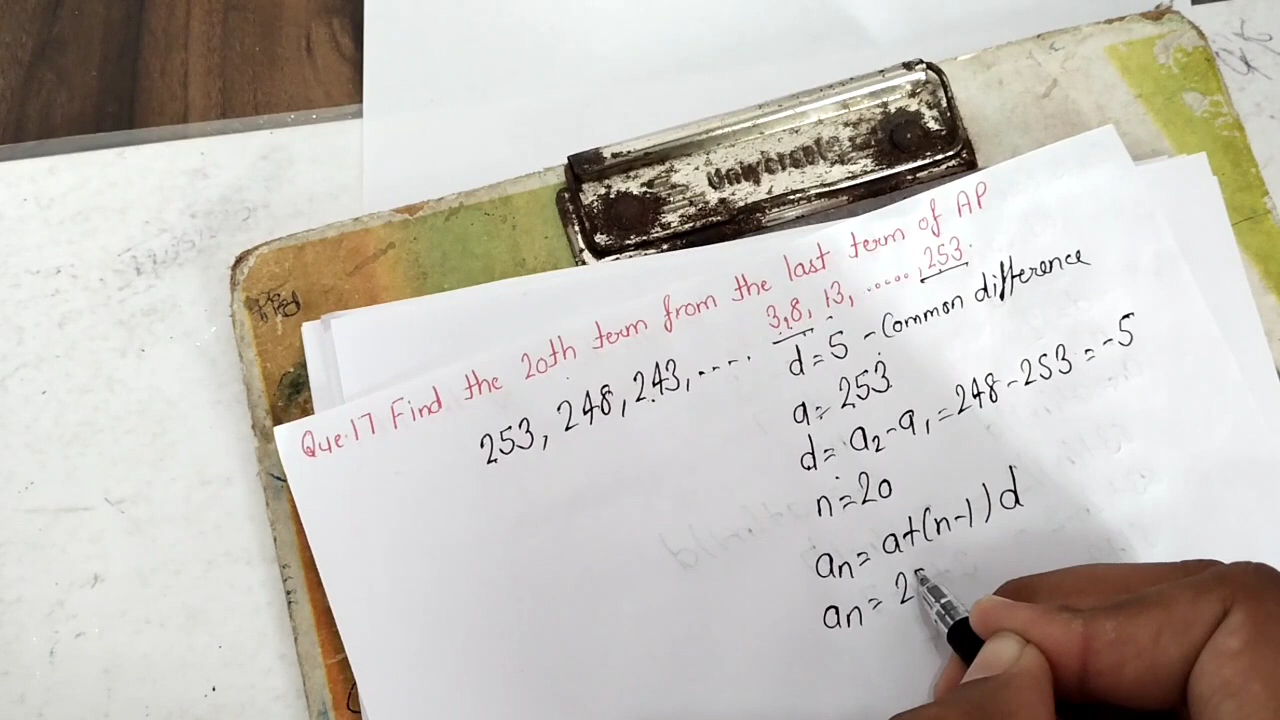 Que.17 Find the 20th term from the last term of AP
3,8, 13, ......,253.
253, 248, 243, ....
d=5 - Common difference
a= 253
d= a₂-a₁ = 248-253 = -5
n=20
an= a+(n-1)d
an= 2